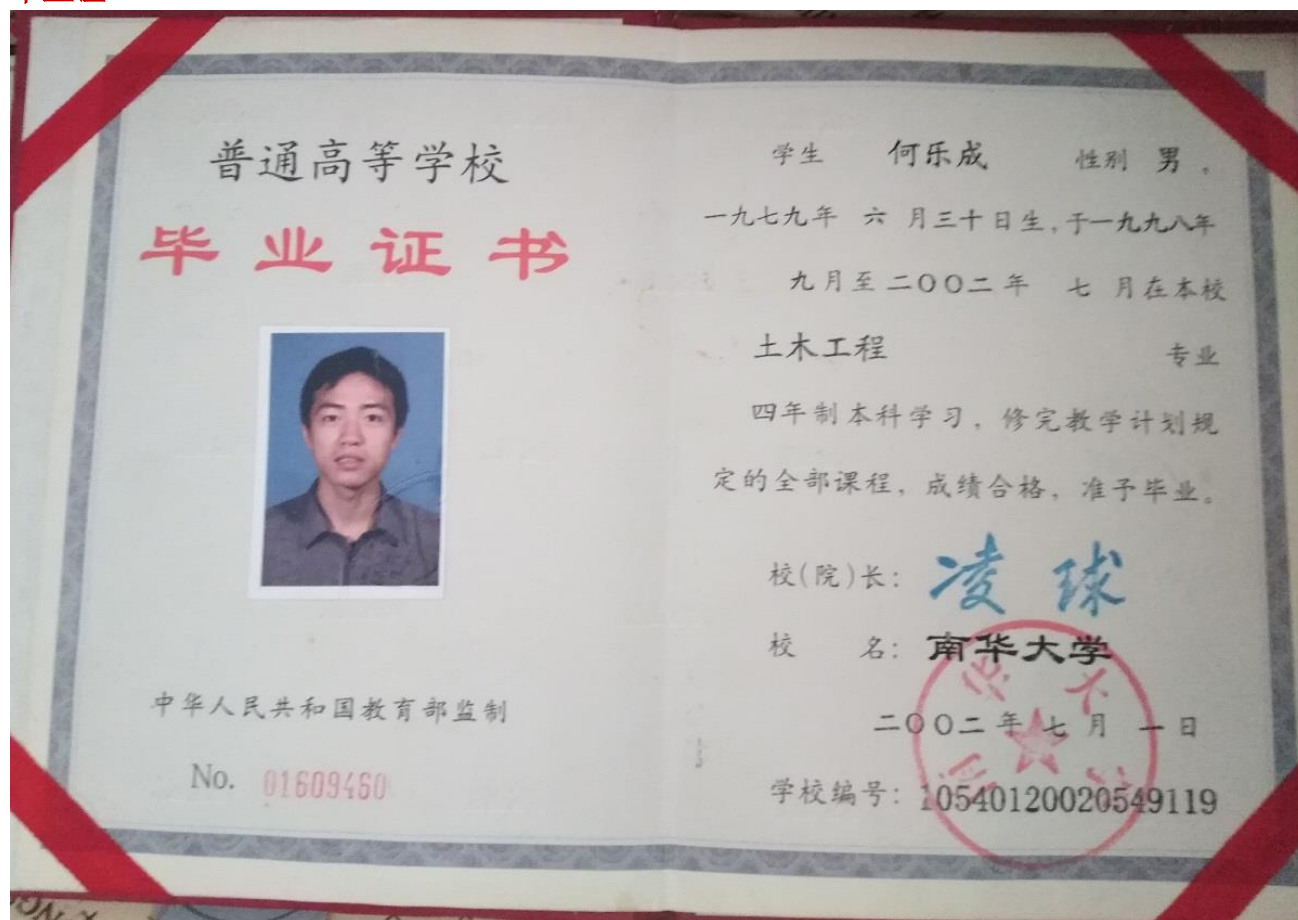 普通高等学校
毕业证书
中华人民共和国教育部监制
No. 01609460
学生 何乐成 性别 男，
一九七九年 六 月三十日生，于一九九八年
九月至二〇〇二年 七 月在本校
土木工程 专业
四年制本科学习，修完教学计划规
定的全部课程，成绩合格，准予毕业。
校(院)长： 凌球
校 名： 南华大学
二〇〇二年七月 一日
学校编号： 10540120020549119